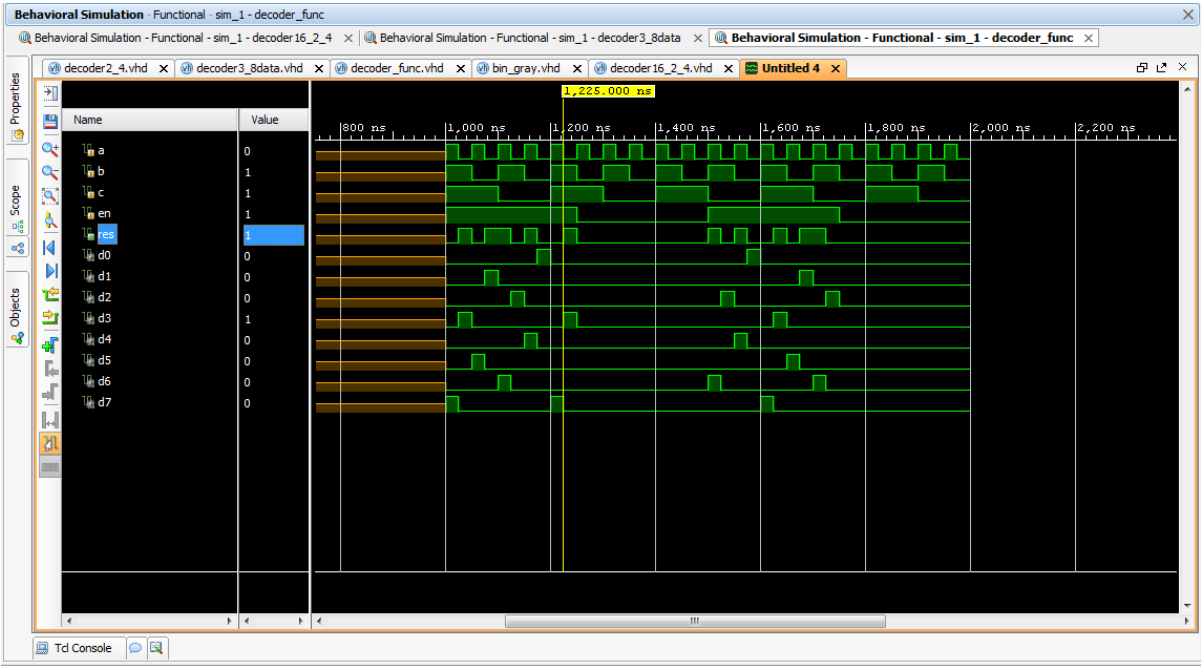 Behavioral Simulation - Functional - sim_1 - decoder_func
Behavioral Simulation - Functional - sim_1 - decoder16_2_4
Behavioral Simulation - Functional - sim_1 - decoder3_8data
Behavioral Simulation - Functional - sim_1 - decoder_func
decoder2_4.vhd
decoder3_8data.vhd
decoder_func.vhd
bin_gray.vhd
decoder16_2_4.vhd
Untitled 4
Properties
Scope
Objects
1,225.000 ns
Name Value
800 ns 1,000 ns 1,200 ns 1,400 ns 1,600 ns 1,800 ns 2,000 ns 2,200 ns
a 0
b 1
c 1
en 1
res 1
d0 0
d1 0
d2 0
d3 1
d4 0
d5 0
d6 0
d7 0
Tcl Console